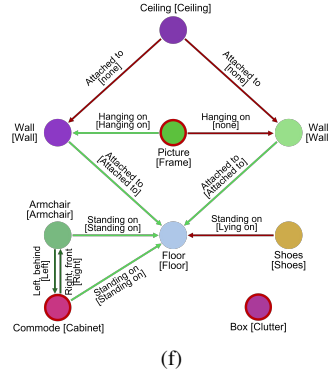 Ceiling [Ceiling]
Attached to
[none]
Attached to
[none]
Wall
[Wall]
Hanging on
[Hanging on]
Hanging on
[none]
Wall
[Wall]
Picture
[Frame]
Attached to
[Attached to]
Attached to
[Attached to]
Armchair
[Armchair]
Standing on
[Standing on]
Floor
[Floor]
Standing on
[Lying on]
Shoes
[Shoes]
Left, behind
[Left]
Right, front
[Right]
Standing on
[Standing on]
Commode [Cabinet]
Box [Clutter]
(f)